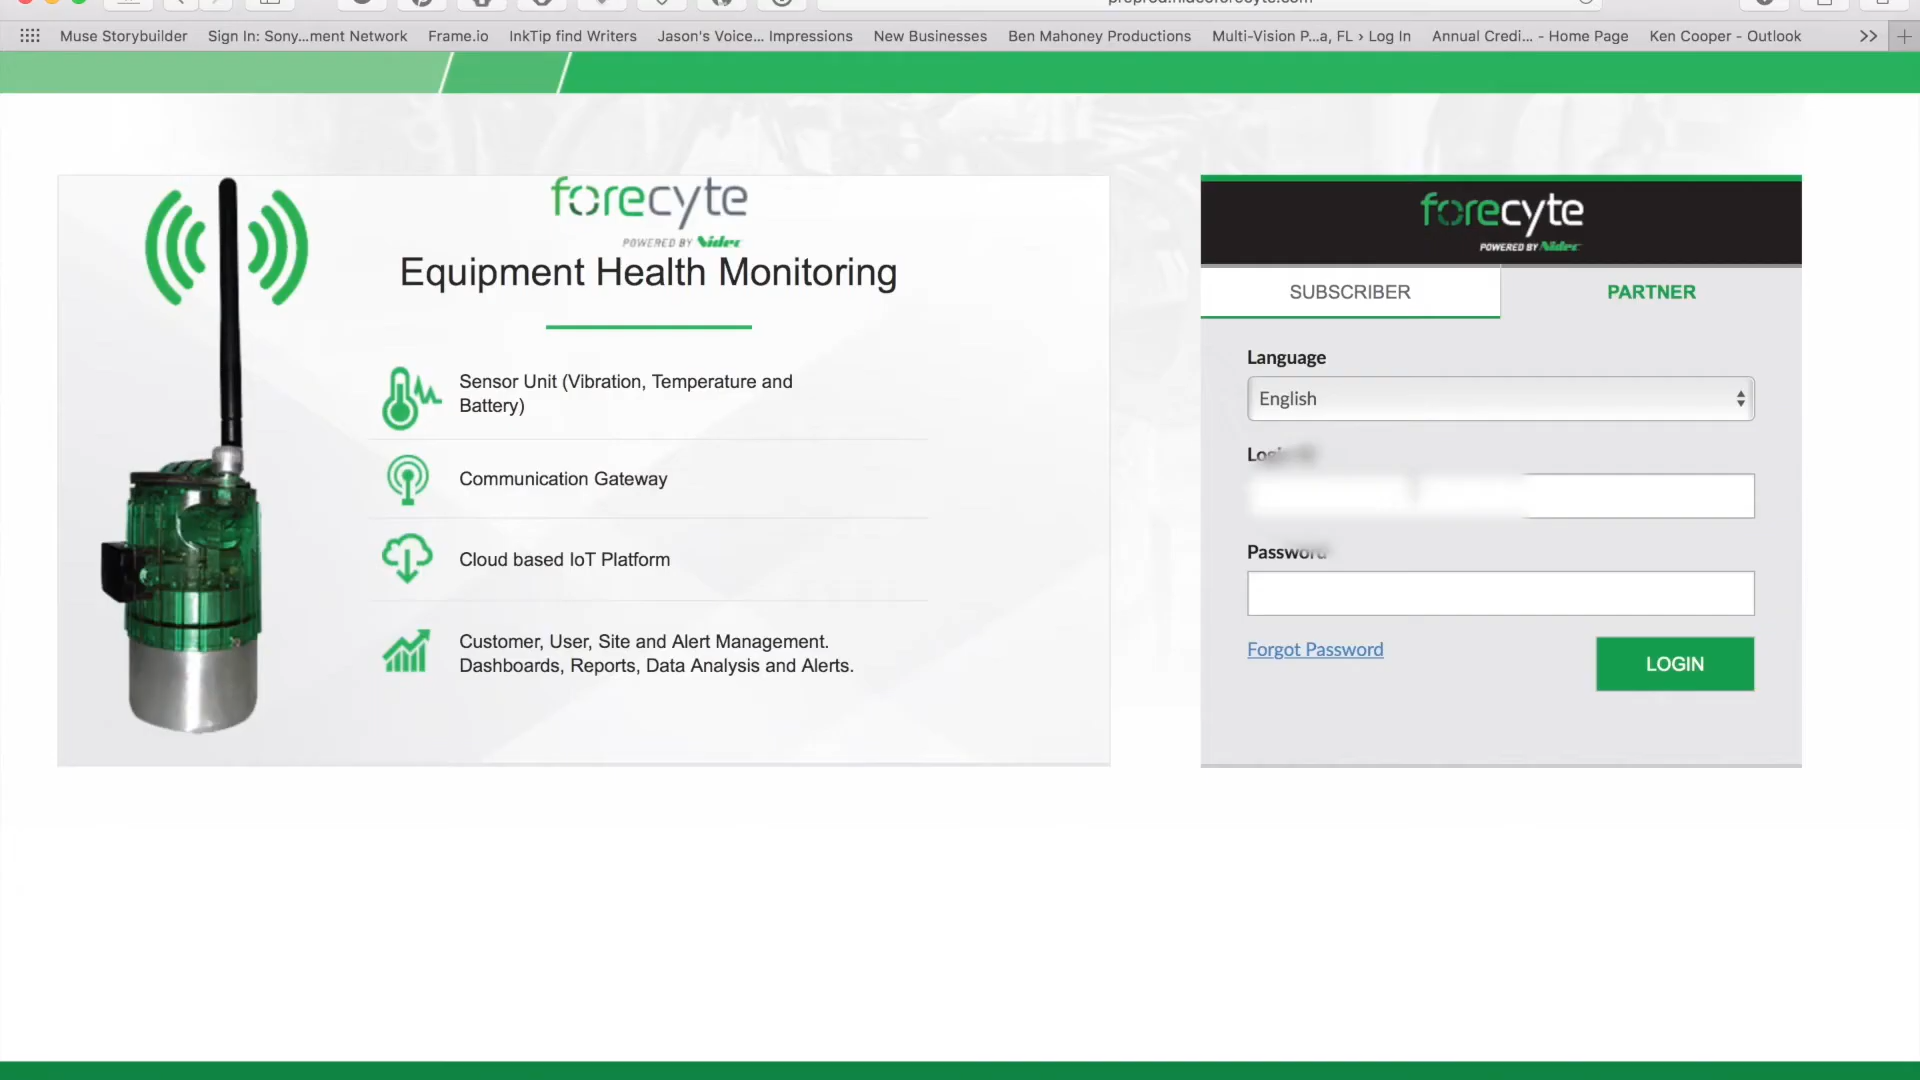 Muse Storybuilder
Sign In: Sony...ment Network
Frame.io
InkTip find Writers
Jason's Voice... Impressions
New Businesses
Ben Mahoney Productions
Multi-Vision P...a, FL › Log In
Annual Credi... - Home Page
Ken Cooper - Outlook
forecyte
POWERED BY Nidec
Equipment Health Monitoring
Sensor Unit (Vibration, Temperature and
Battery)
Communication Gateway
Cloud based IoT Platform
Customer, User, Site and Alert Management.
Dashboards, Reports, Data Analysis and Alerts.
forecyte
POWERED BY Nidec
SUBSCRIBER
PARTNER
Language
English
Password
Forgot Password
LOGIN